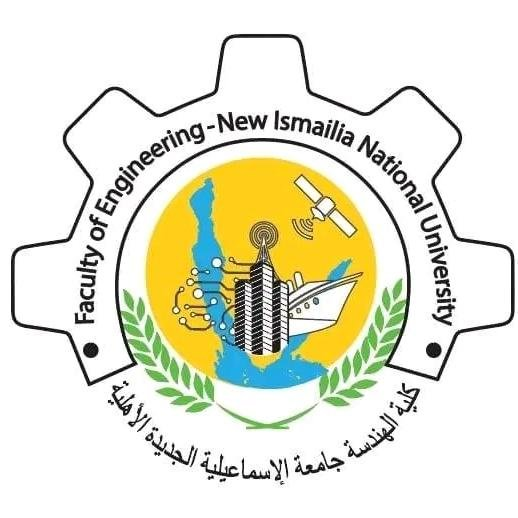 Faculty of Engineering-New Ismailia National University
كلية الهندسة جامعة الإسماعيلية الجديدة الأهلية